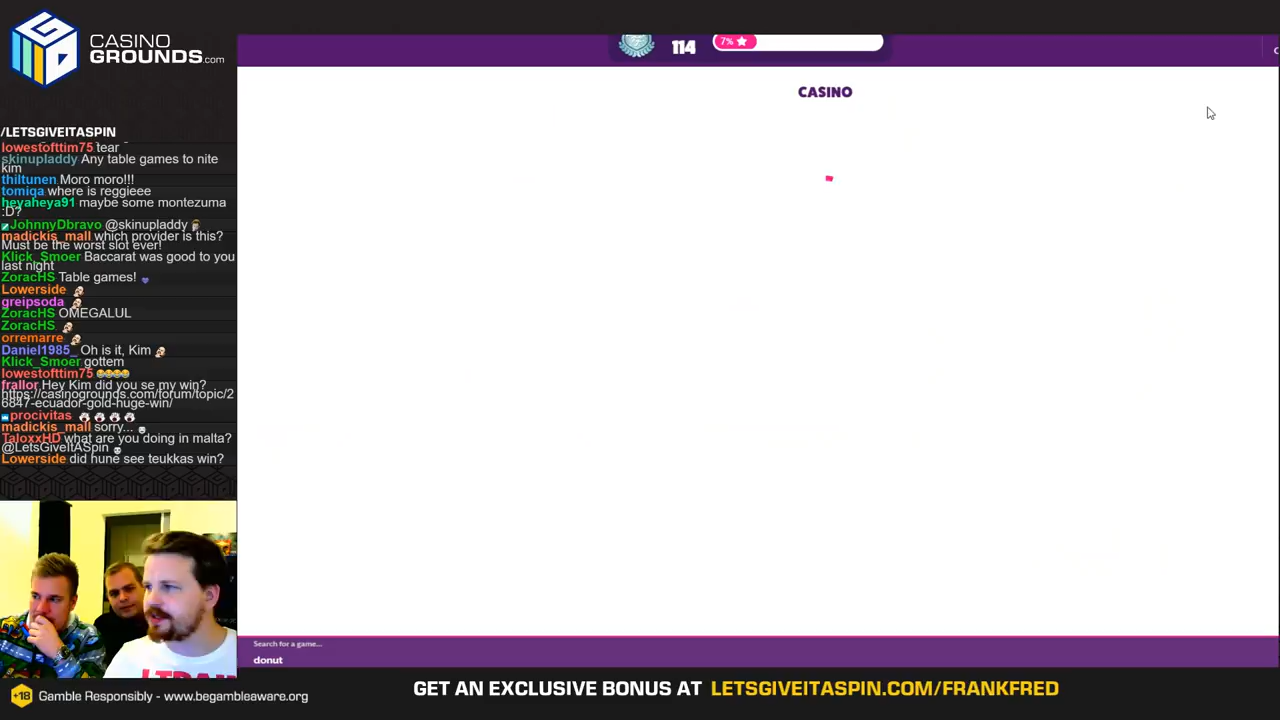 CASINO
GROUNDS.com
/LETSGIVEITASPIN
lowestofttim75 tear
skinupladdy Any table games to nite
kim
thiltunen Moro moro!!!
tomiqa where is reggieee
heyaheya91 maybe some montezuma
:D?
JohnnyDbravo @skinupladdy
madickis_mall which provider is this?
Must be the worst slot ever!
Klick_Smoer Baccarat was good to you
last night
ZoracHS Table games!
Lowerside
greipsoda
ZoracHS OMEGALUL
ZoracHS
orremarre
Daniel1985_ Oh is it, Kim
Klick_Smoer gottem
lowestofttim75
frallor Hey Kim did you se my win?
https://casinogrounds.com/forum/topic/2
6847-ecuador-gold-huge-win/
procivitas
madickis_mall sorry...
TaloxxHD what are you doing in malta?
@LetsGiveItASpin
Lowerside did hune see teukkas win?
114
7%
CASINO
Search for a game...
donut
+18 Gamble Responsibly - www.begambleaware.org
GET AN EXCLUSIVE BONUS AT LETSGIVEITASPIN.COM/FRANKFRED